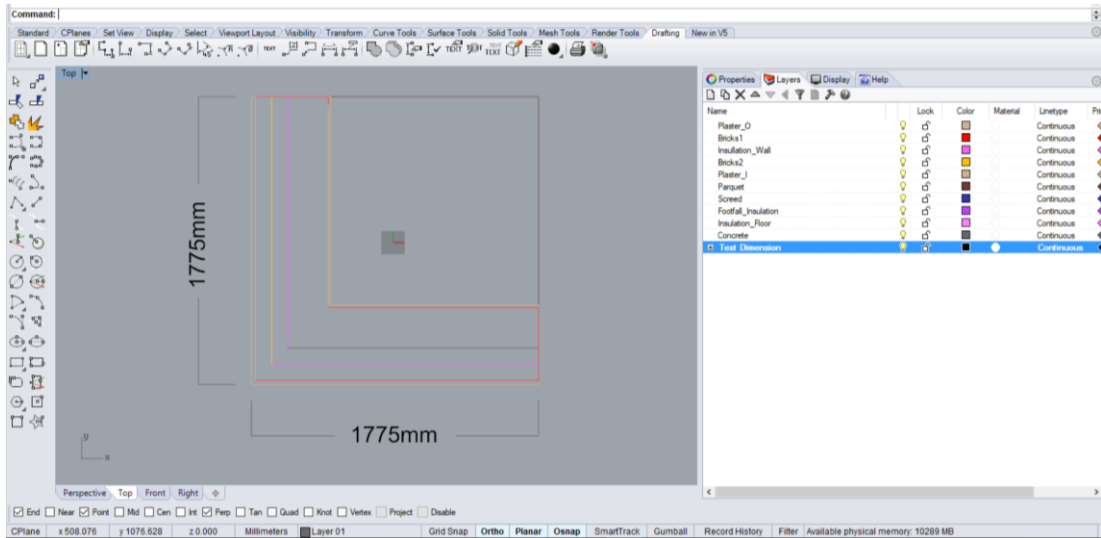 Command:
Standard CPlanes Set View Display Select Viewport Layout Visibility Transform Curve Tools Surface Tools Solid Tools Mesh Tools Render Tools Drafting New in V5
Top
Properties Layers Display Help
Name Lock Color Material Linetype
Plaster_O Continuous
Bricks1 Continuous
Insullation_Wall Continuous
Bricks2 Continuous
Plaster_I Continuous
Parquet Continuous
Screed Continuous
Footfall_Insulation Continuous
Insulation_Floor Continuous
Concrete Continuous
Text Dimension Continuous
1775mm
1775mm
y
x
Perspective Top Front Right
End Near Point Mid Cen Int Perp Tan Quad Knot Vertex Project Disable
CPlane x 508.076 y 1076.628 z 0.000 Millimeters Layer 01 Grid Snap Ortho Planar Osnap SmartTrack Gumball Record History Filter Available physical memory: 10289 MB